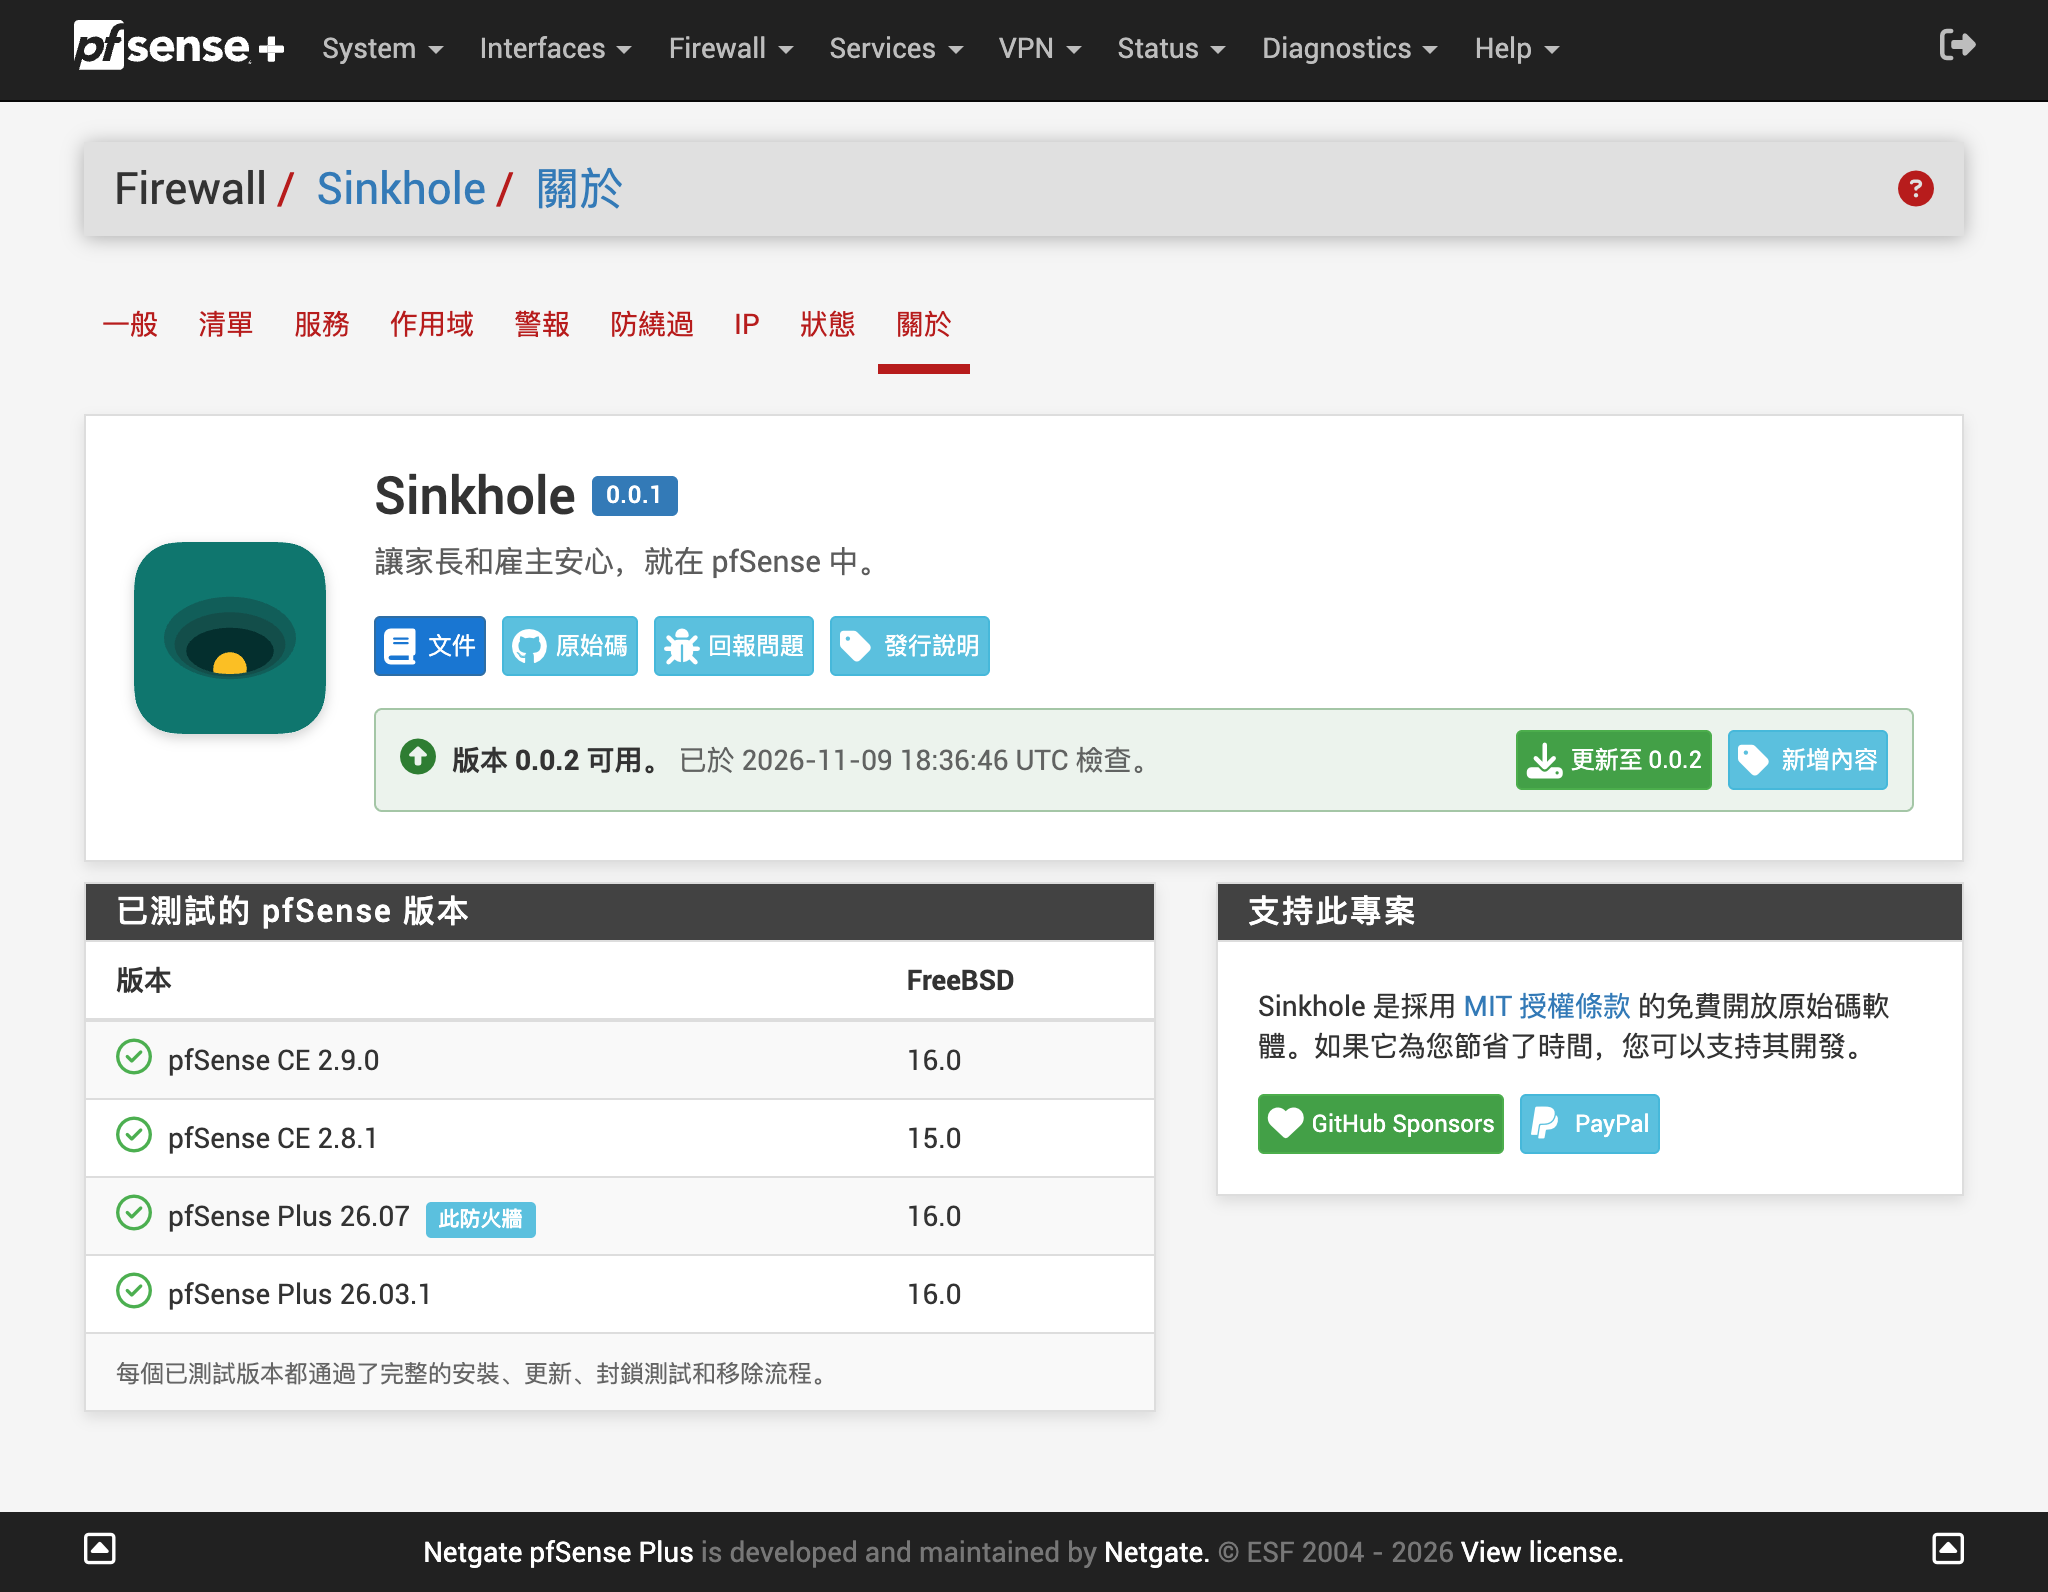 pfsense +
System
Interfaces
Firewall
Services
VPN
Status
Diagnostics
Help
Firewall / Sinkhole / 關於
一般
清單
服務
作用域
警報
防繞過
IP
狀態
關於
Sinkhole 0.0.1
讓家長和雇主安心，就在 pfSense 中。
文件
原始碼
回報問題
發行說明
版本 0.0.2 可用。 已於 2026-11-09 18:36:46 UTC 檢查。
更新至 0.0.2
新增內容
已測試的 pfSense 版本
版本 FreeBSD
pfSense CE 2.9.0 16.0
pfSense CE 2.8.1 15.0
pfSense Plus 26.07 此防火牆 16.0
pfSense Plus 26.03.1 16.0
每個已測試版本都通過了完整的安裝、更新、封鎖測試和移除流程。
支持此專案
Sinkhole 是採用 MIT 授權條款 的免費開放原始碼軟
體。如果它為您節省了時間，您可以支持其開發。
GitHub Sponsors
PayPal
Netgate pfSense Plus is developed and maintained by Netgate. © ESF 2004 - 2026 View license.